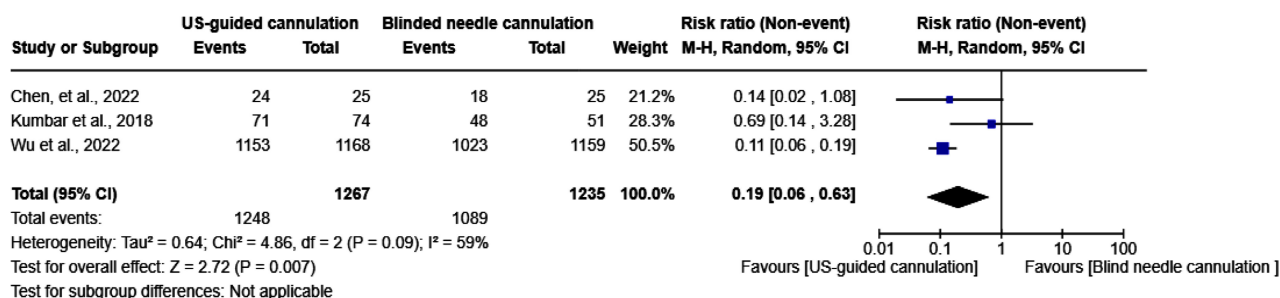 US-guided cannulation Blinded needle cannulation Risk ratio (Non-event) Risk ratio (Non-event)
Study or Subgroup Events Total Events Total Weight M-H, Random, 95% CI M-H, Random, 95% CI
Chen, et al., 2022 24 25 18 25 21.2% 0.14 [0.02 , 1.08]
Kumbar et al., 2018 71 74 48 51 28.3% 0.69 [0.14 , 3.28]
Wu et al., 2022 1153 1168 1023 1159 50.5% 0.11 [0.06 , 0.19]
Total (95% CI) 1267 1235 100.0% 0.19 [0.06 , 0.63]
Total events: 1248 1089
Heterogeneity: Tau² = 0.64; Chi² = 4.86, df = 2 (P = 0.09); I² = 59%
0.01 0.1 1 10 100
Test for overall effect: Z = 2.72 (P = 0.007)
Favours [US-guided cannulation] Favours [Blind needle cannulation ]
Test for subgroup differences: Not applicable